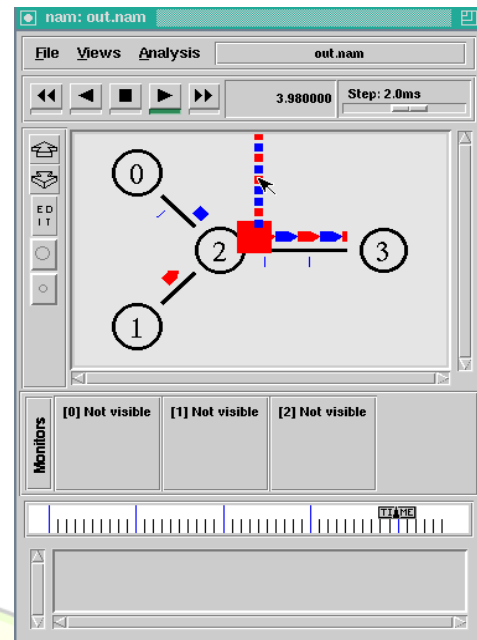 nam: out.nam
File Views Analysis out.nam
3.980000 Step: 2.0ms
ED
IT
0
2
3
1
Monitors
[0] Not visible [1] Not visible [2] Not visible
TIME